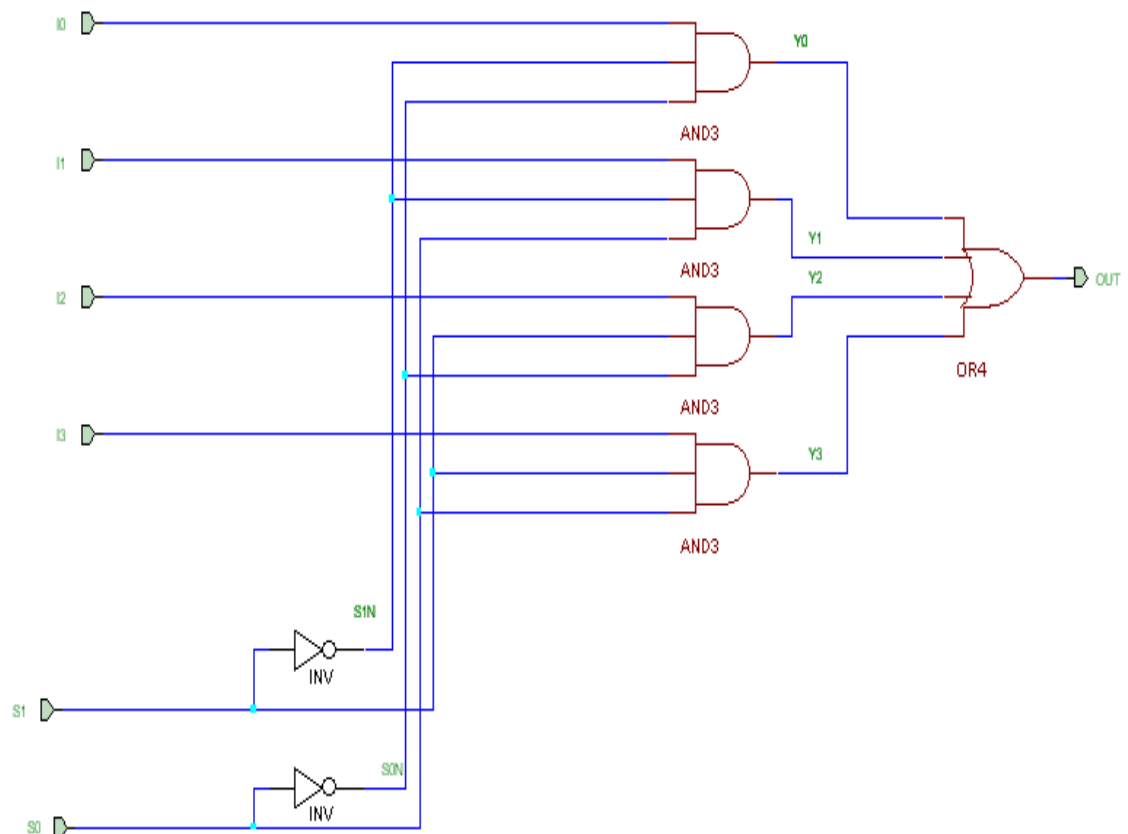 I0
Y0
AND3
I1
Y1
AND3
I2
Y2
OUT
OR4
AND3
I3
Y3
AND3
S1N
INV
S1
S0N
INV
S0